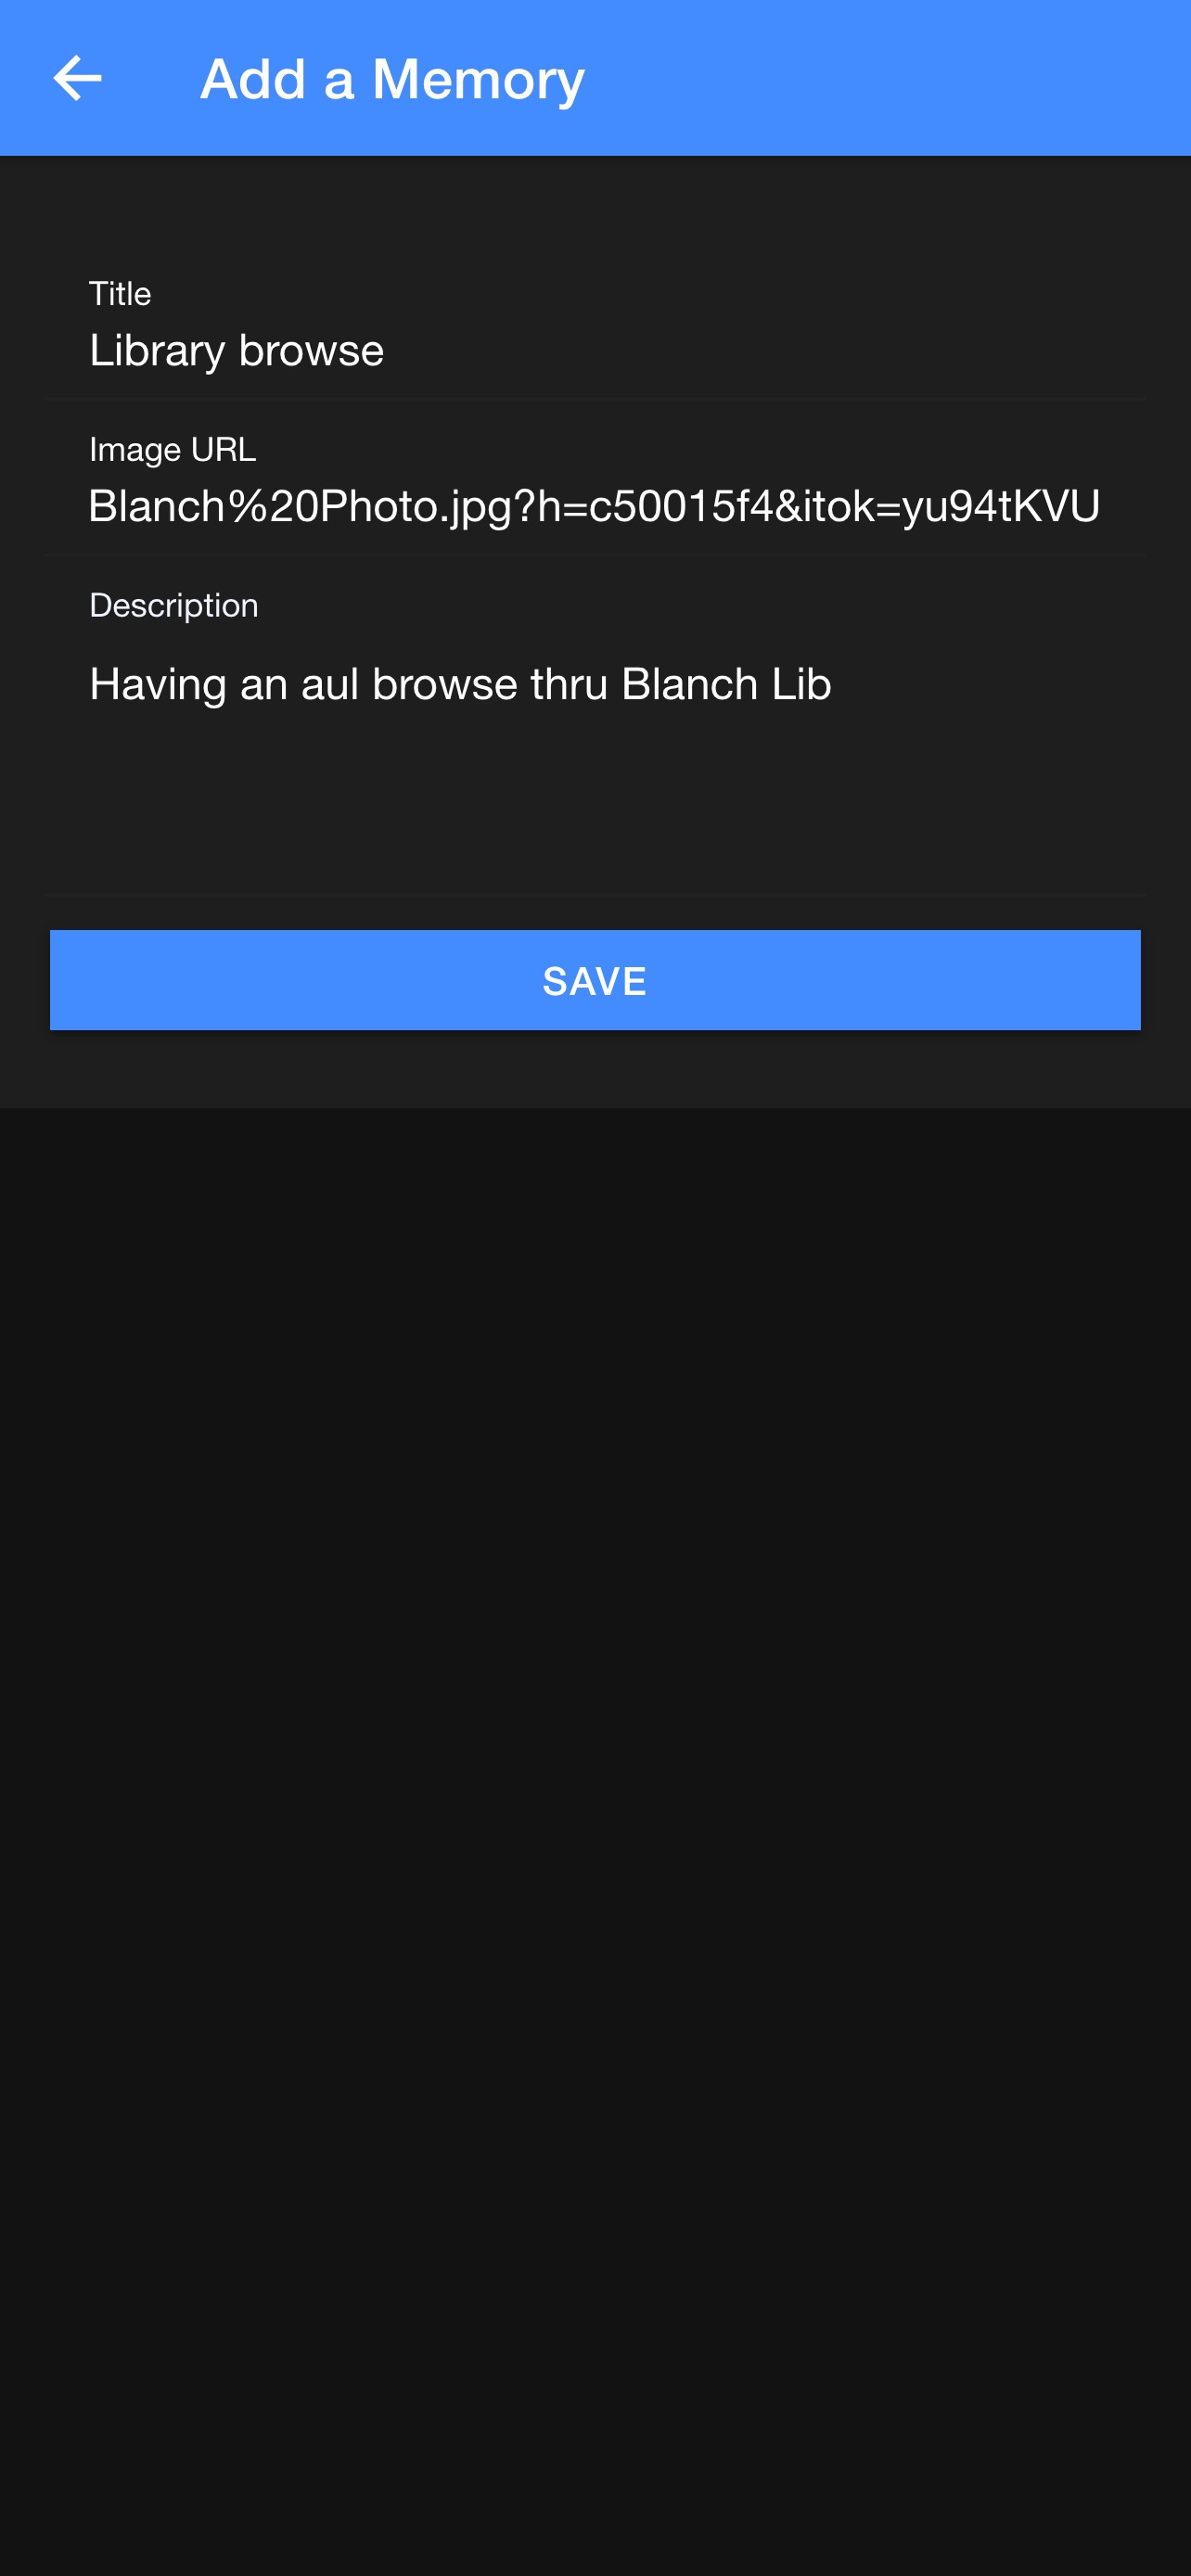 Add a Memory
Title
Library browse
Image URL
Blanch%20Photo.jpg?h=c50015f4&itok=yu94tKVU
Description
Having an aul browse thru Blanch Lib
SAVE